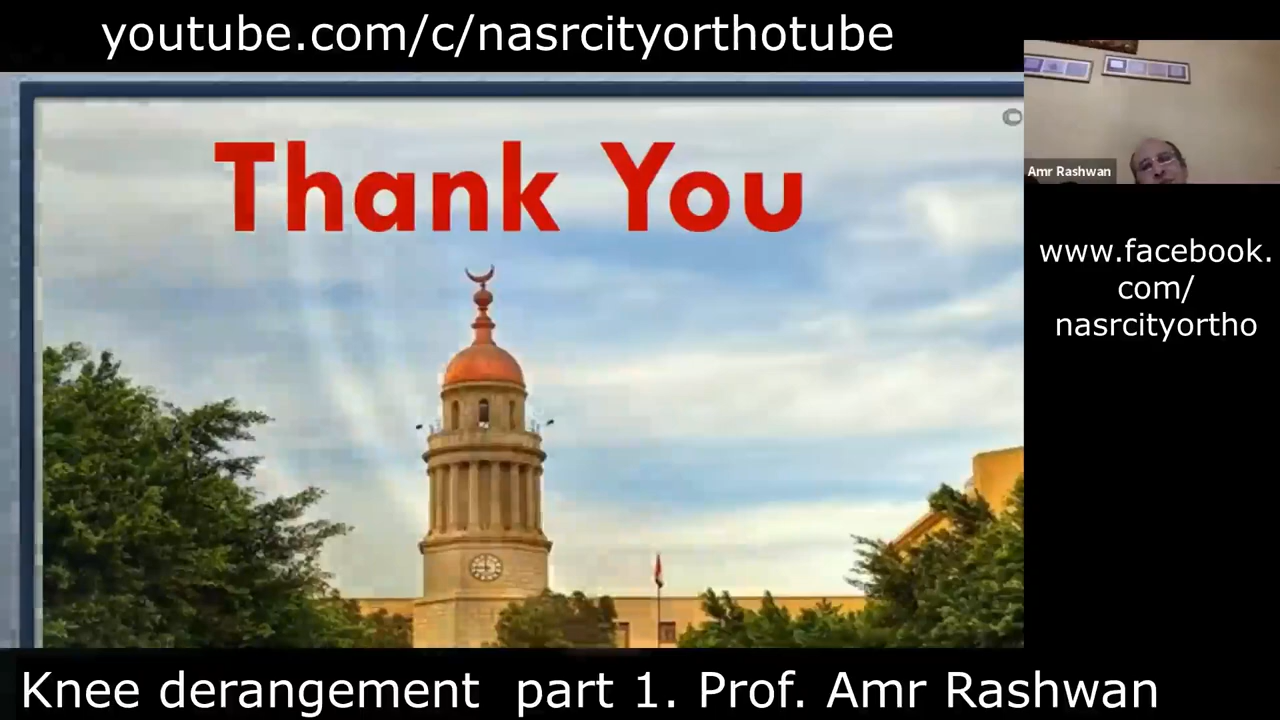 youtube.com/c/nasrcityorthotube
©
Thank You
Amr Rashwan
www.facebook.
com/
nasrcityortho
Knee derangement  part 1. Prof. Amr Rashwan